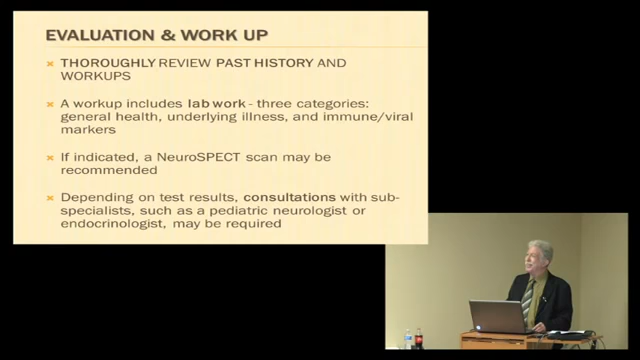 EVALUATION & WORK UP
THOROUGHLY REVIEW PAST HISTORY AND
WORKUPS
A workup includes lab work - three categories:
general health, underlying illness, and immune/viral
markers
If indicated, a NeuroSPECT scan may be
recommended
Depending on test results, consultations with sub-
specialists, such as a pediatric neurologist or
endocrinologist, may be required